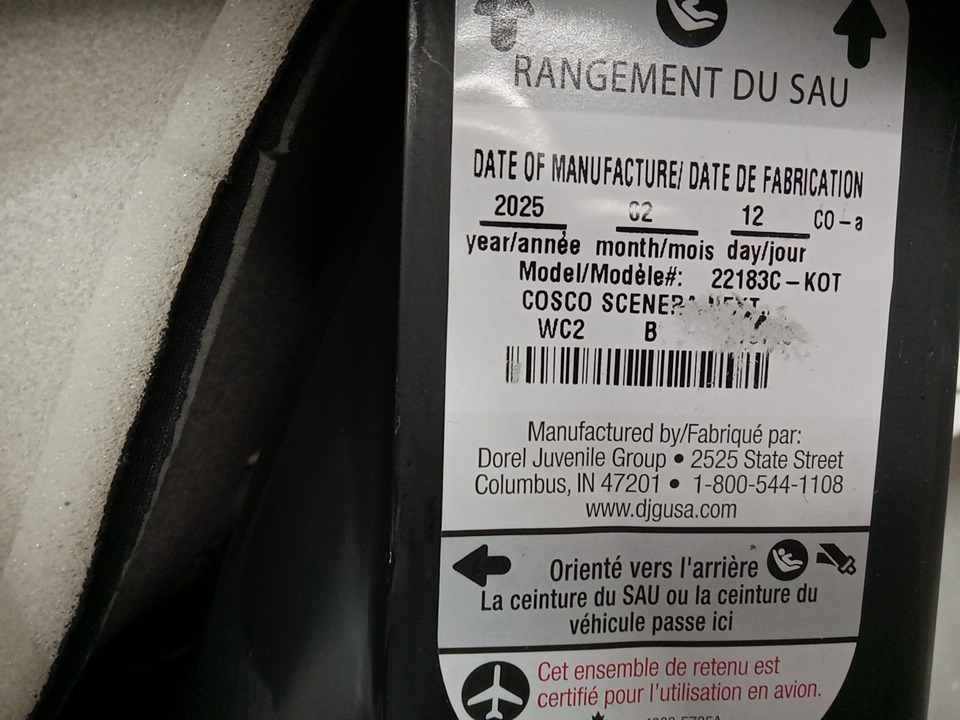 RANGEMENT DU SAU
DATE OF MANUFACTURE/ DATE DE FABRICATION
2025 02 12 CO-a
year/année month/mois day/jour
Model/Modèle#: 22183C-KOT
COSCO SCENERA NEXT
WC2 B
Manufactured by/Fabriqué par:
Dorel Juvenile Group • 2525 State Street
Columbus, IN 47201 • 1-800-544-1108
www.djgusa.com
Orienté vers l'arrière
La ceinture du SAU ou la ceinture du
véhicule passe ici
Cet ensemble de retenu est
certifié pour l'utilisation en avion.